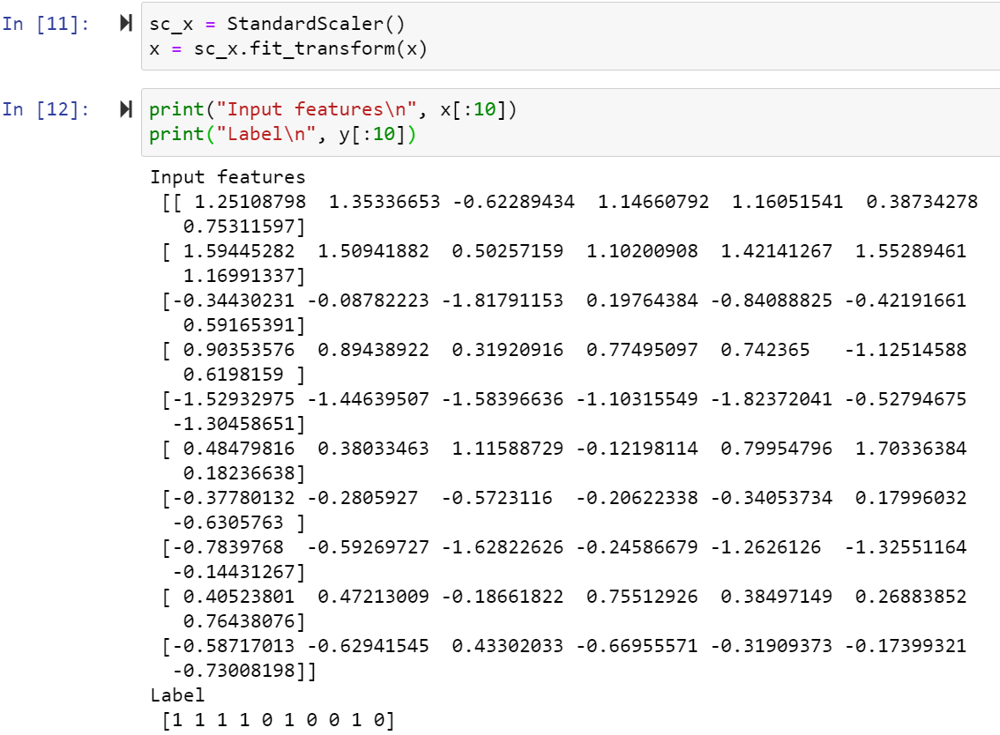 In [11]: sc_x = StandardScaler()
x = sc_x.fit_transform(x)
In [12]: print("Input features\n", x[:10])
print("Label\n", y[:10])
Input features
[[ 1.25108798  1.35336653 -0.62289434  1.14660792  1.16051541  0.38734278
0.75311597]
[ 1.59445282  1.50941882  0.50257159  1.10200908  1.42141267  1.55289461
1.16991337]
[-0.34430231 -0.08782223 -1.81791153  0.19764384 -0.84088825 -0.42191661
0.59165391]
[ 0.90353576  0.89438922  0.31920916  0.77495097  0.742365   -1.12514588
0.6198159 ]
[-1.52932975 -1.44639507 -1.58396636 -1.10315549 -1.82372041 -0.52794675
-1.30458651]
[ 0.48479816  0.38033463  1.11588729 -0.12198114  0.79954796  1.70336384
0.18236638]
[-0.37780132 -0.2805927  -0.5723116  -0.20622338 -0.34053734  0.17996032
-0.6305763 ]
[-0.7839768  -0.59269727 -1.62822626 -0.24586679 -1.2626126  -1.32551164
-0.14431267]
[ 0.40523801  0.47213009 -0.18661822  0.75512926  0.38497149  0.26883852
0.76438076]
[-0.58717013 -0.62941545  0.43302033 -0.66955571 -0.31909373 -0.17399321
-0.73008198]]
Label
[1 1 1 1 0 1 0 0 1 0]